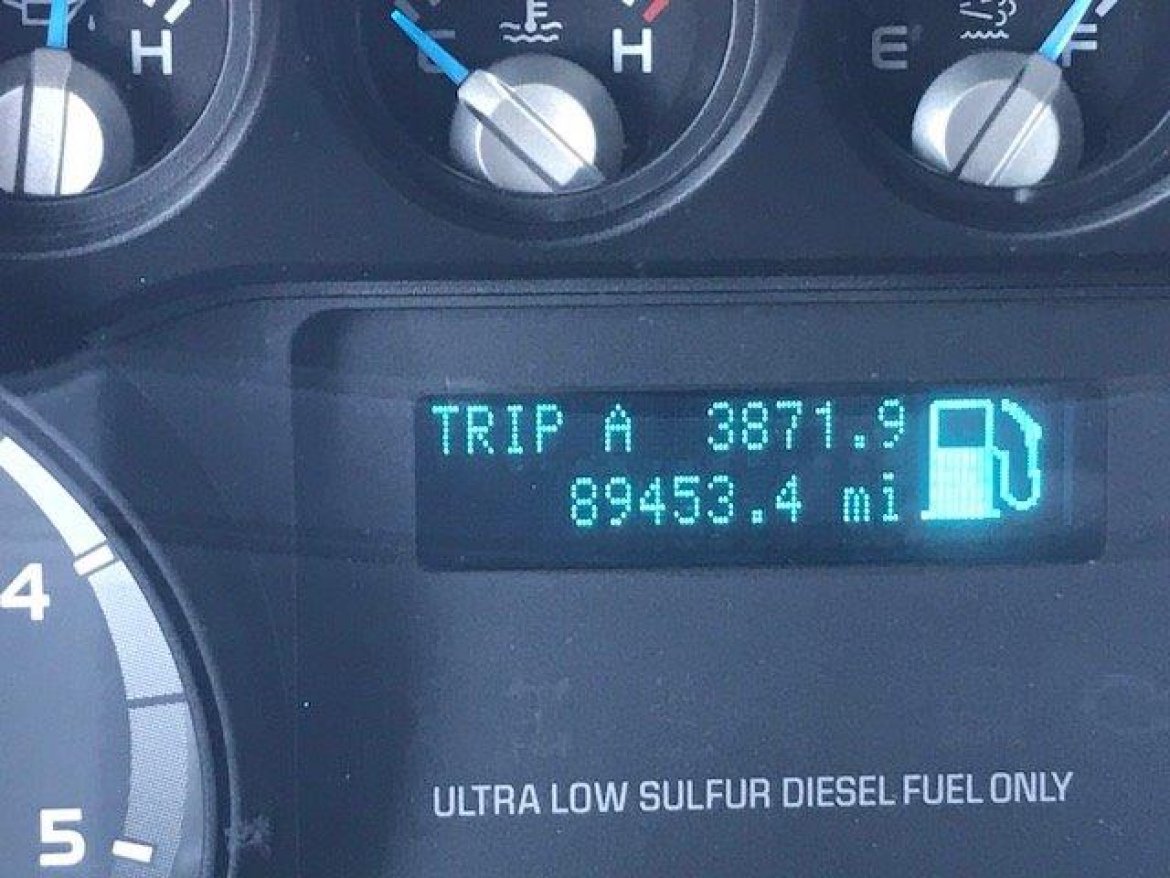 H
C
H
E
F
TRIP A 3871.9
89453.4 mi
4
5
ULTRA LOW SULFUR DIESEL FUEL ONLY